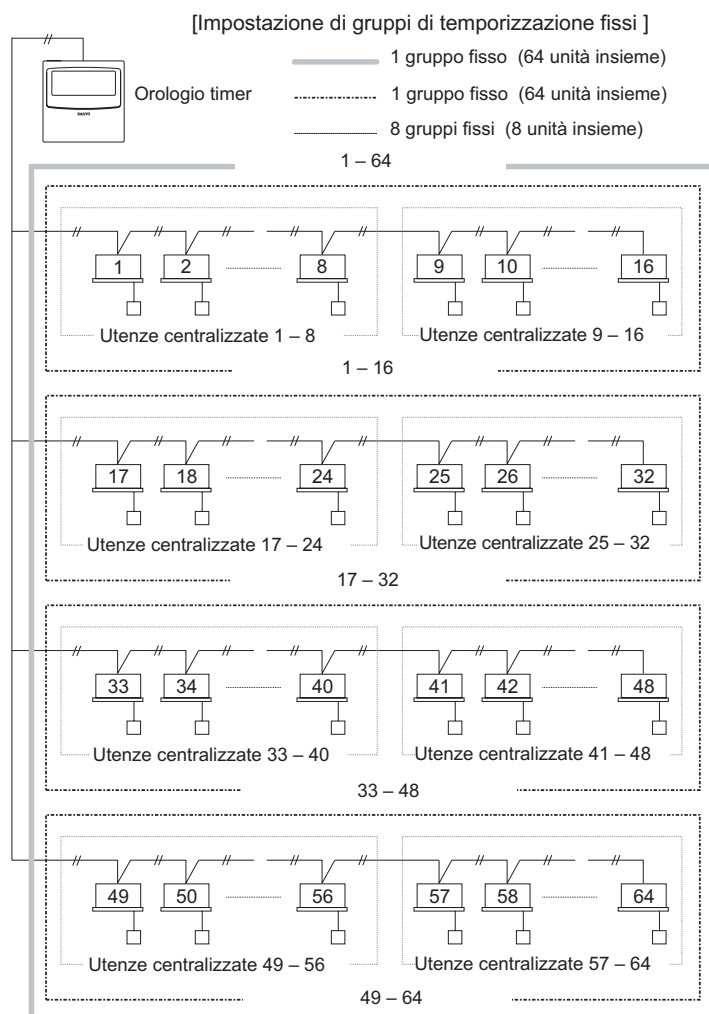 [Impostazione di gruppi di temporizzazione fissi ]
1 gruppo fisso (64 unità insieme)
Orologio timer
1 gruppo fisso (64 unità insieme)
8 gruppi fissi (8 unità insieme)
1 – 64
1 2 8 9 10 16
Utenze centralizzate 1 – 8 Utenze centralizzate 9 – 16
1 – 16
17 18 24 25 26 32
Utenze centralizzate 17 – 24 Utenze centralizzate 25 – 32
17 – 32
33 34 40 41 42 48
Utenze centralizzate 33 – 40 Utenze centralizzate 41 – 48
33 – 48
49 50 56 57 58 64
Utenze centralizzate 49 – 56 Utenze centralizzate 57 – 64
49 – 64